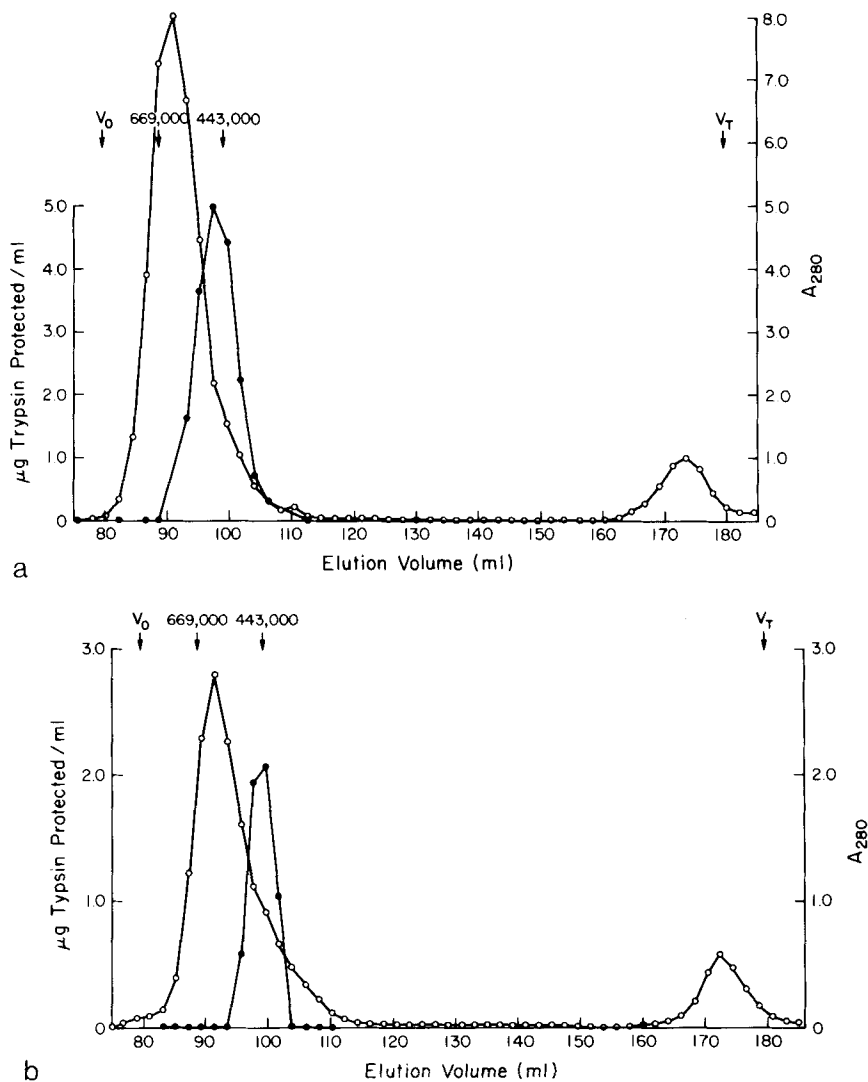 8.0
7.0
V₀ 669,000 443,000 V_T
6.0
5.0 5.0
4.0 4.0
3.0 3.0
2.0 2.0
1.0 1.0
0 0
µg Trypsin Protected/ml
A₂₈₀
80 90 100 110 120 130 140 150 160 170 180
Elution Volume (ml)
a
V₀ 669,000 443,000 V_T
3.0 3.0
2.0 2.0
1.0 1.0
0 0
µg Typsin Protected/ml
A₂₈₀
80 90 100 110 120 130 140 150 160 170 180
Elution Volume (ml)
b